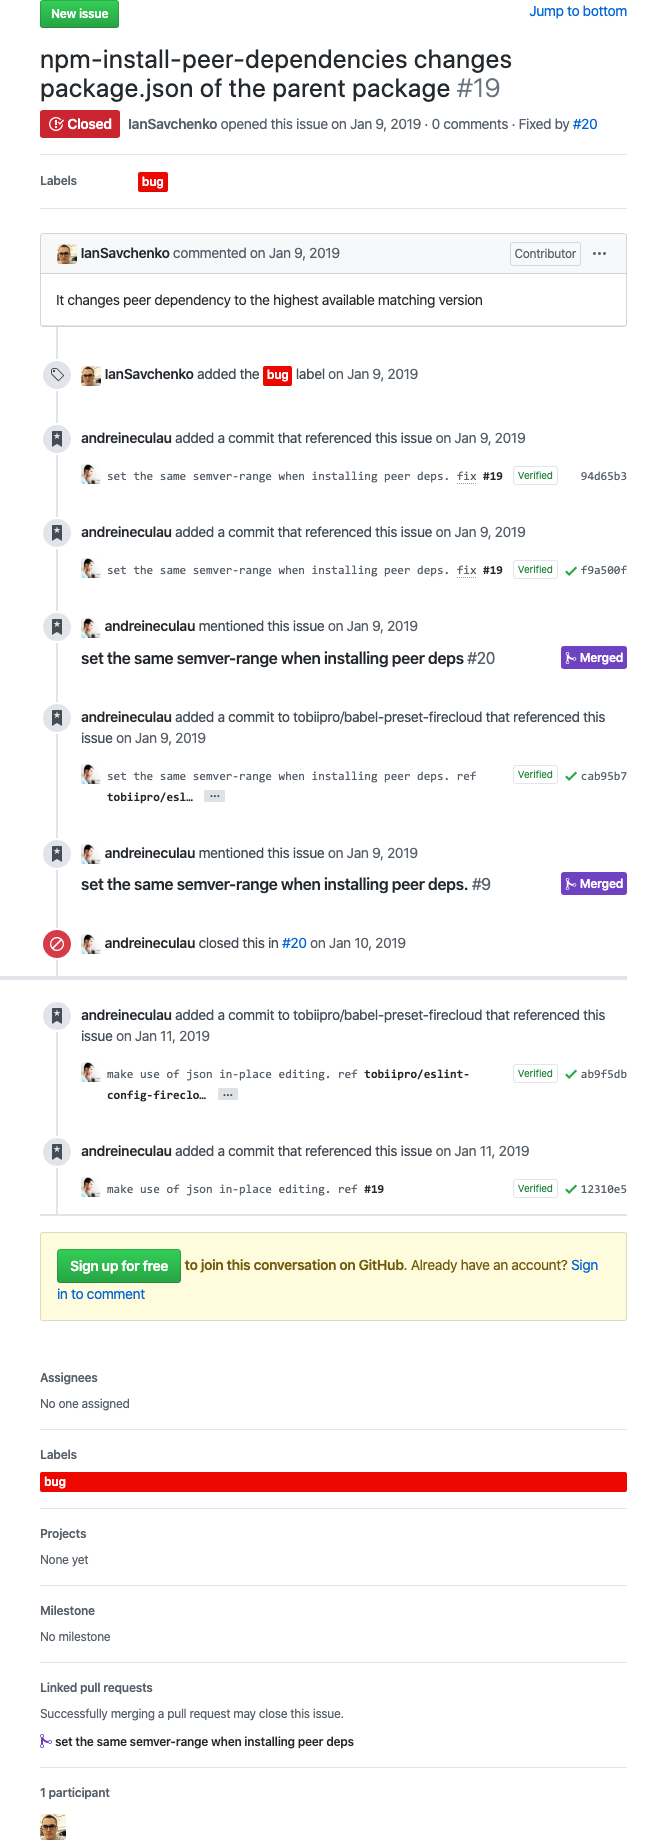 New issue
Jump to bottom
npm-install-peer-dependencies changes
package.json of the parent package #19
Closed IanSavchenko opened this issue on Jan 9, 2019 · 0 comments · Fixed by #20
Labels bug
IanSavchenko commented on Jan 9, 2019 Contributor ···
It changes peer dependency to the highest available matching version
IanSavchenko added the bug label on Jan 9, 2019
andreineculau added a commit that referenced this issue on Jan 9, 2019
set the same semver-range when installing peer deps. fix #19 Verified 94d65b3
andreineculau added a commit that referenced this issue on Jan 9, 2019
set the same semver-range when installing peer deps. fix #19 Verified f9a500f
andreineculau mentioned this issue on Jan 9, 2019
set the same semver-range when installing peer deps #20 Merged
andreineculau added a commit to tobiipro/babel-preset-firecloud that referenced this
issue on Jan 9, 2019
set the same semver-range when installing peer deps. ref Verified cab95b7
tobiipro/esl… …
andreineculau mentioned this issue on Jan 9, 2019
set the same semver-range when installing peer deps. #9 Merged
andreineculau closed this in #20 on Jan 10, 2019
andreineculau added a commit to tobiipro/babel-preset-firecloud that referenced this
issue on Jan 11, 2019
make use of json in-place editing. ref tobiipro/eslint- Verified ab9f5db
config-fireclo… …
andreineculau added a commit that referenced this issue on Jan 11, 2019
make use of json in-place editing. ref #19 Verified 12310e5
Sign up for free to join this conversation on GitHub. Already have an account? Sign
in to comment
Assignees
No one assigned
Labels
bug
Projects
None yet
Milestone
No milestone
Linked pull requests
Successfully merging a pull request may close this issue.
set the same semver-range when installing peer deps
1 participant